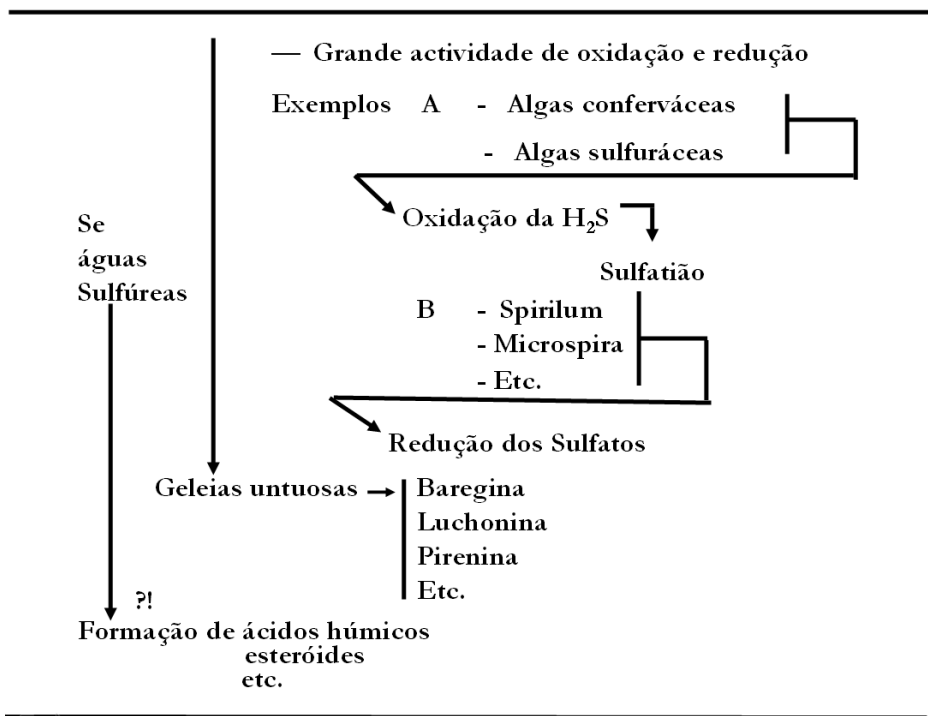 — Grande actividade de oxidação e redução
Exemplos A - Algas conferváceas
- Algas sulfuráceas
Oxidação da H₂S
Sulfatião
Se
águas
Sulfúreas
B - Spirilum
- Microspira
- Etc.
Redução dos Sulfatos
Geleias untuosas
Baregina
Luchonina
Pirenina
Etc.
?!
Formação de ácidos húmicos
esteróides
etc.